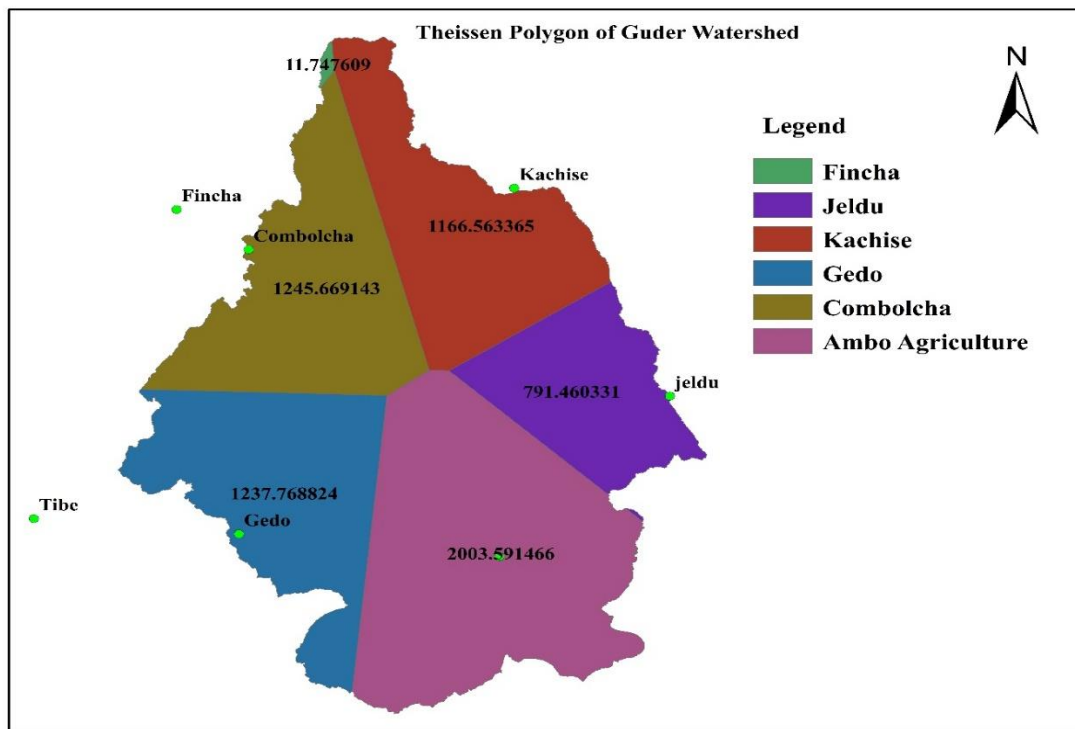 Theissen Polygon of Guder Watershed
11.747609
N
Legend
Fincha
Jeldu
Kachise
Gedo
Combolcha
Ambo Agriculture
Kachise
Fincha
1166.563365
Combolcha
1245.669143
jeldu
791.460331
1237.768824
Tibe
Gedo
2003.591466